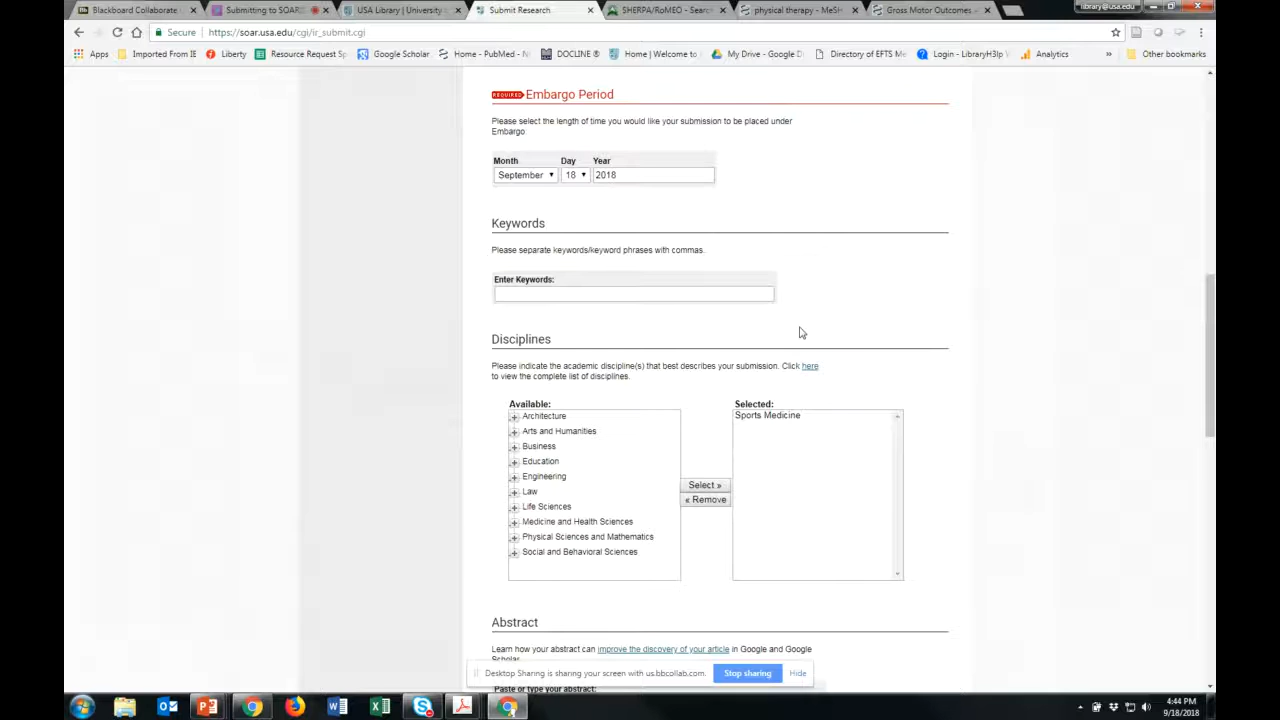 Blackboard Collaborate
Submitting to SOAR
USA Library | University
Submit Research
SHERPA/RoMEO - Search
physical therapy - MeSH
Gross Motor Outcomes
library@usa.edu
Secure
https://soar.usa.edu/cgi/ir_submit.cgi
Apps
Imported From IE
Liberty
Resource Request Sp
Google Scholar
Home - PubMed - N
DOCLINE ®
Home | Welcome to
My Drive - Google D
Directory of EFTS Me
Login - LibraryH3lp
Analytics
»
Other bookmarks
REQUIRED Embargo Period
Please select the length of time you would like your submission to be placed under
Embargo
Month Day Year
September 18 2018
Keywords
Please separate keywords/keyword phrases with commas.
Enter Keywords:
Disciplines
Please indicate the academic discipline(s) that best describes your submission. Click here
to view the complete list of disciplines.
Available: Selected:
Architecture Sports Medicine
Arts and Humanities
Business
Education
Engineering
Select »
Law
« Remove
Life Sciences
Medicine and Health Sciences
Physical Sciences and Mathematics
Social and Behavioral Sciences
Abstract
Learn how your abstract can improve the discovery of your article in Google and Google
Scholar
Desktop Sharing is sharing your screen with us.bbcollab.com. Stop sharing Hide
Paste or type your abstract:
4:44 PM
9/18/2018